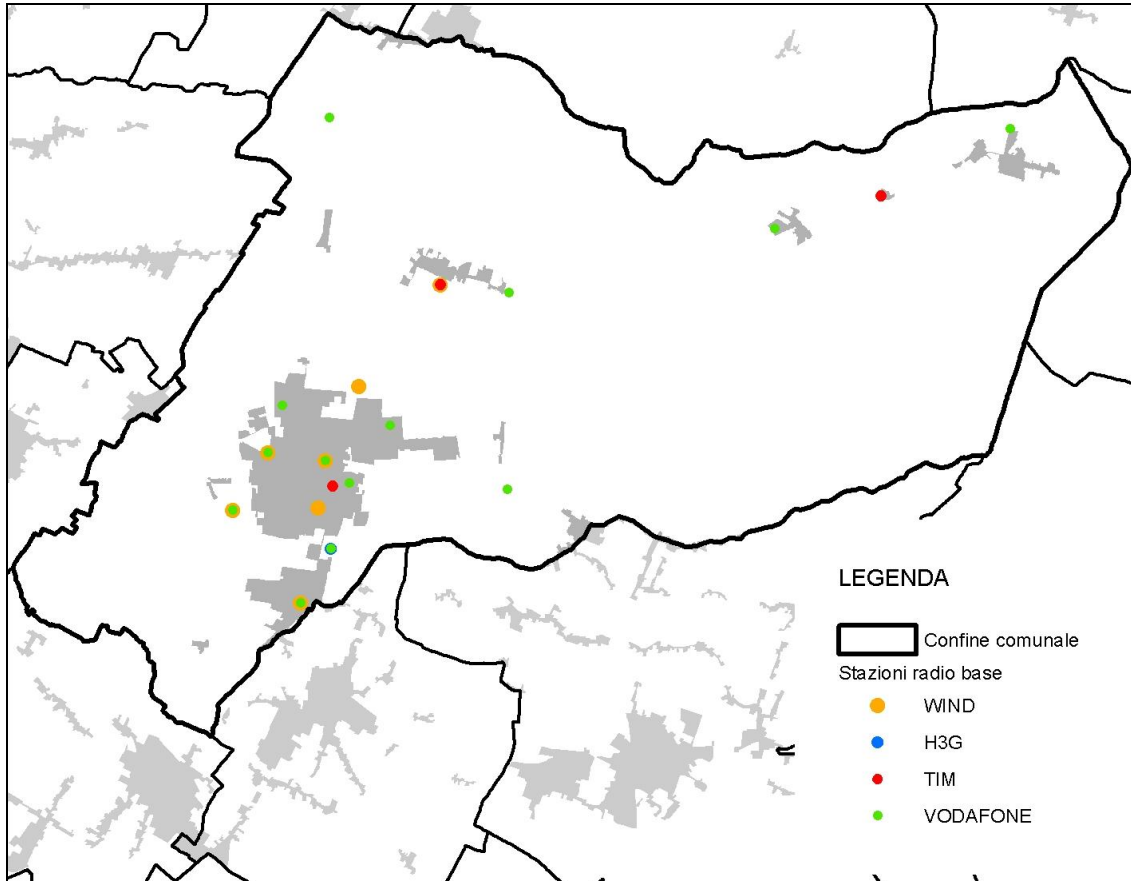 LEGENDA
Confine comunale
Stazioni radio base
WIND
H3G
TIM
VODAFONE